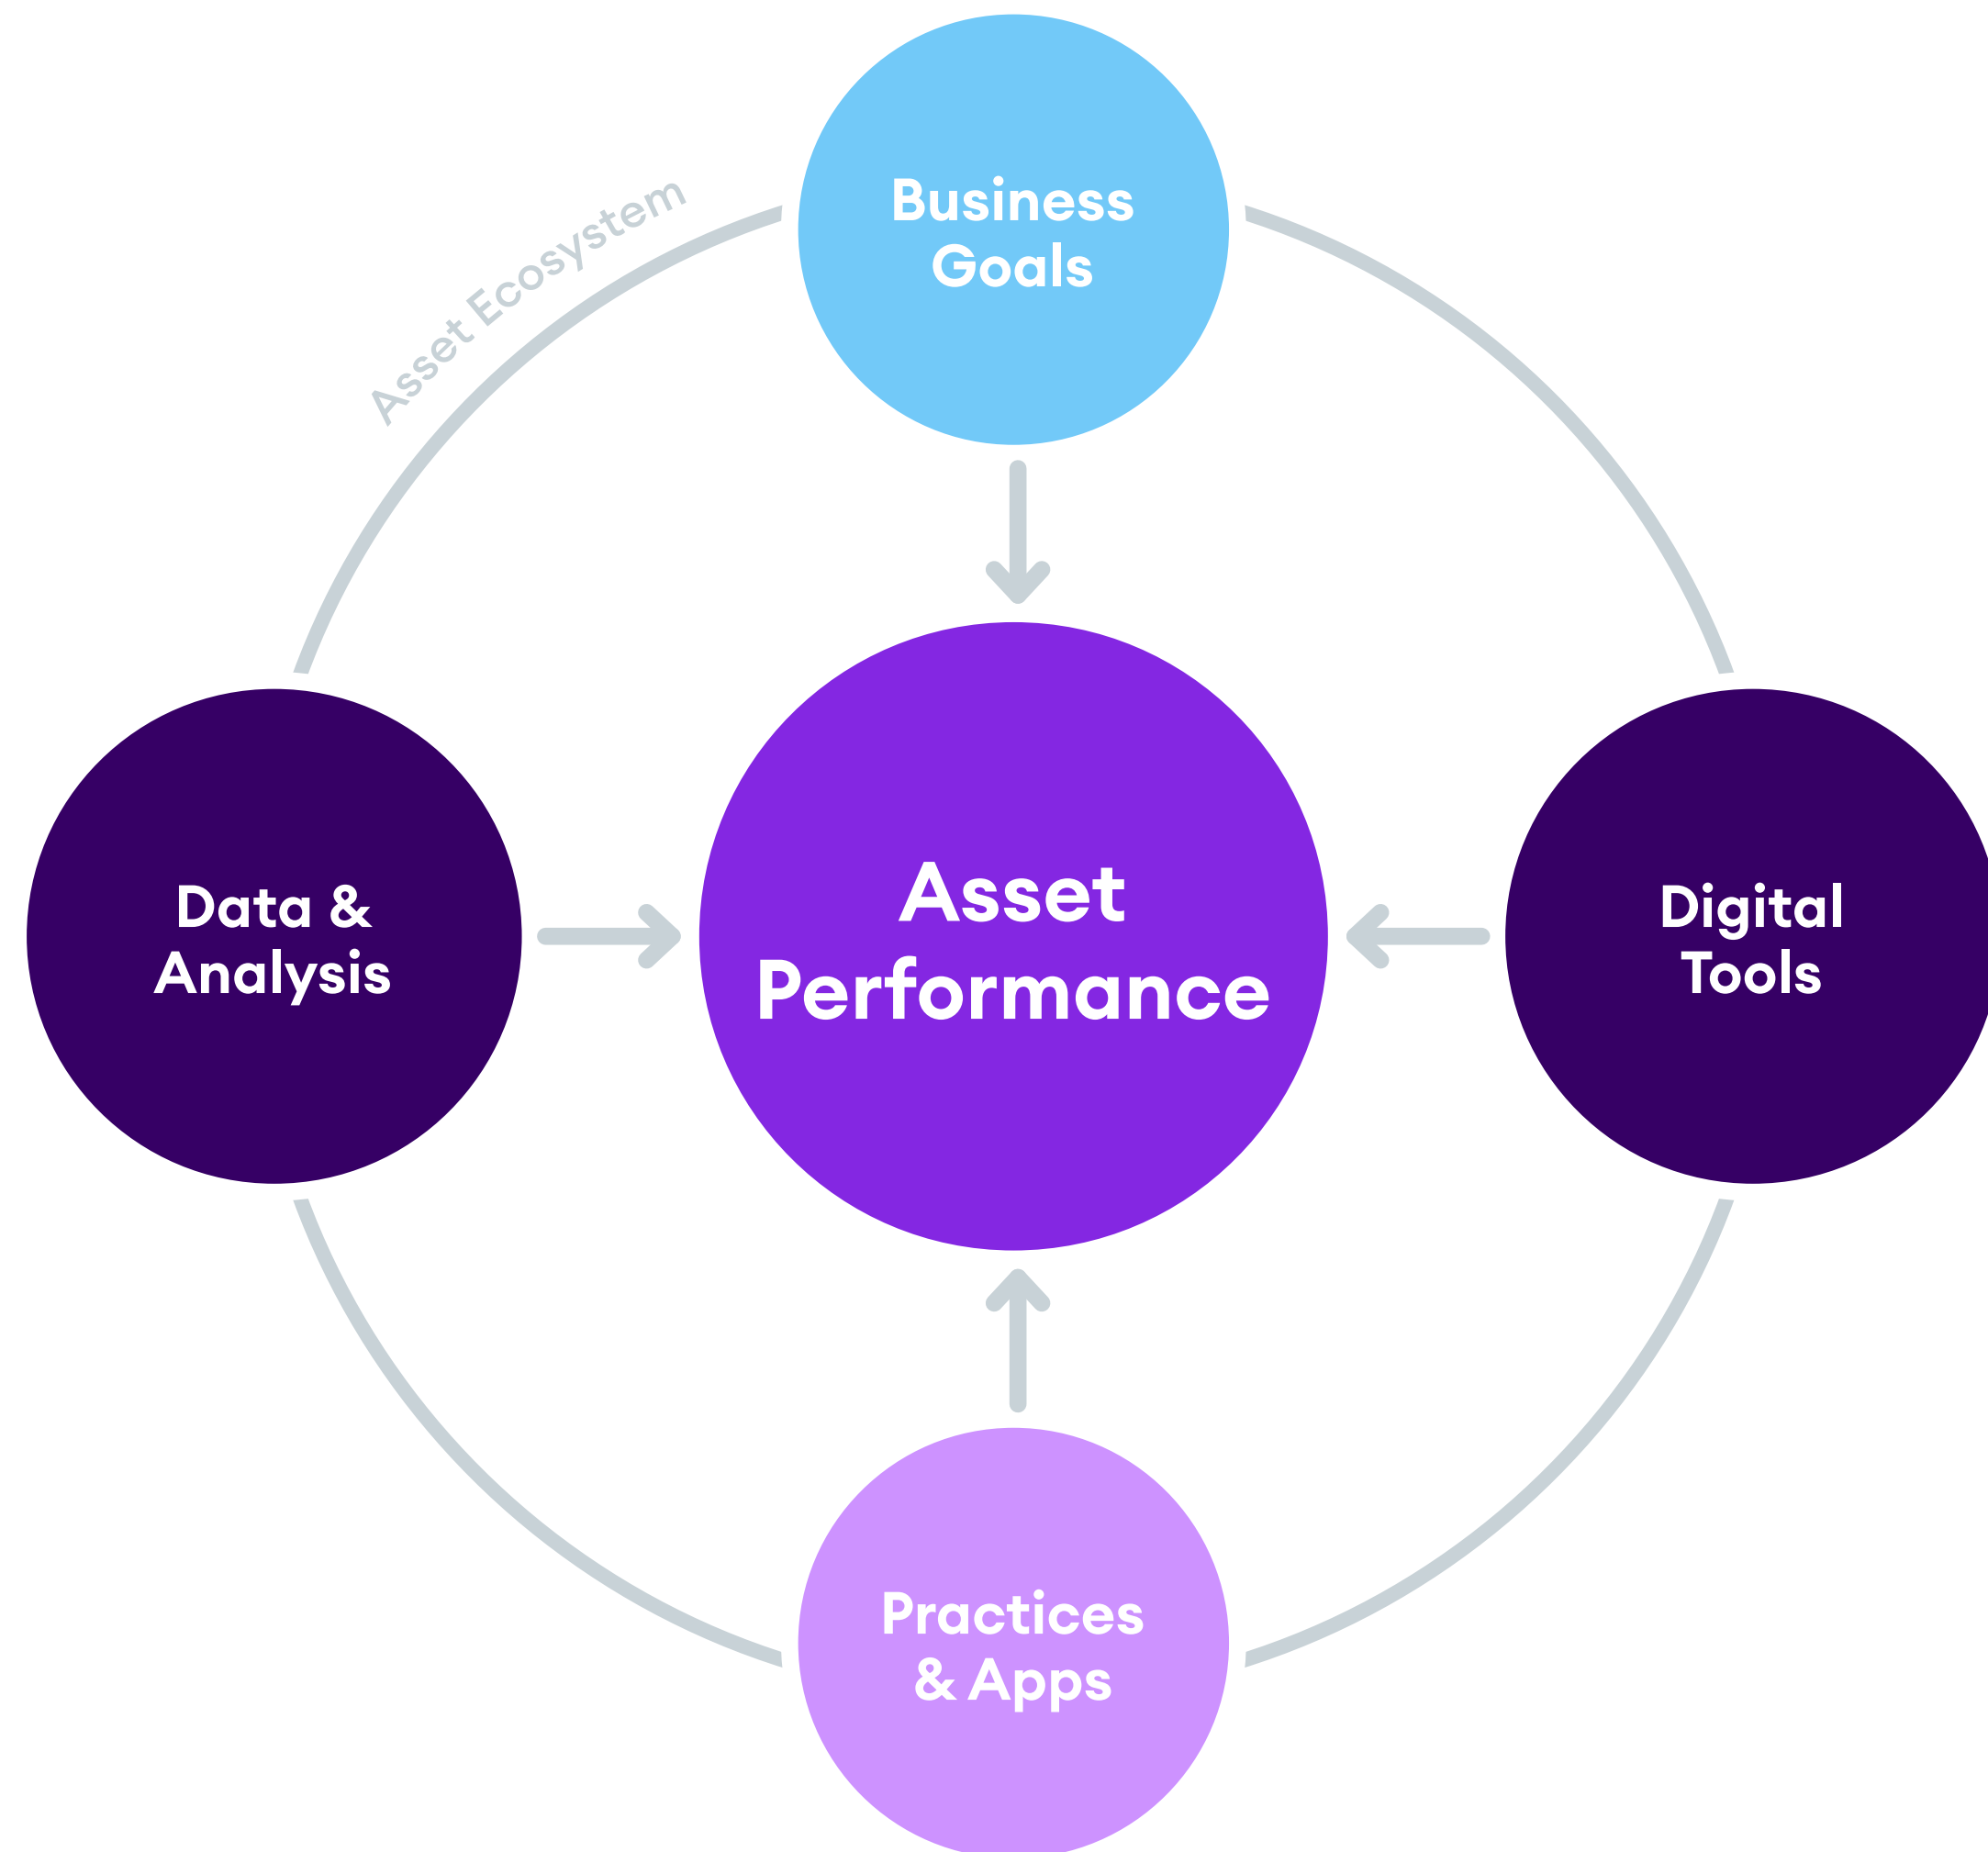 Asset Ecosystem
Business
Goals
Data &
Analysis
Asset
Performance
Digital
Tools
Practices
& Apps